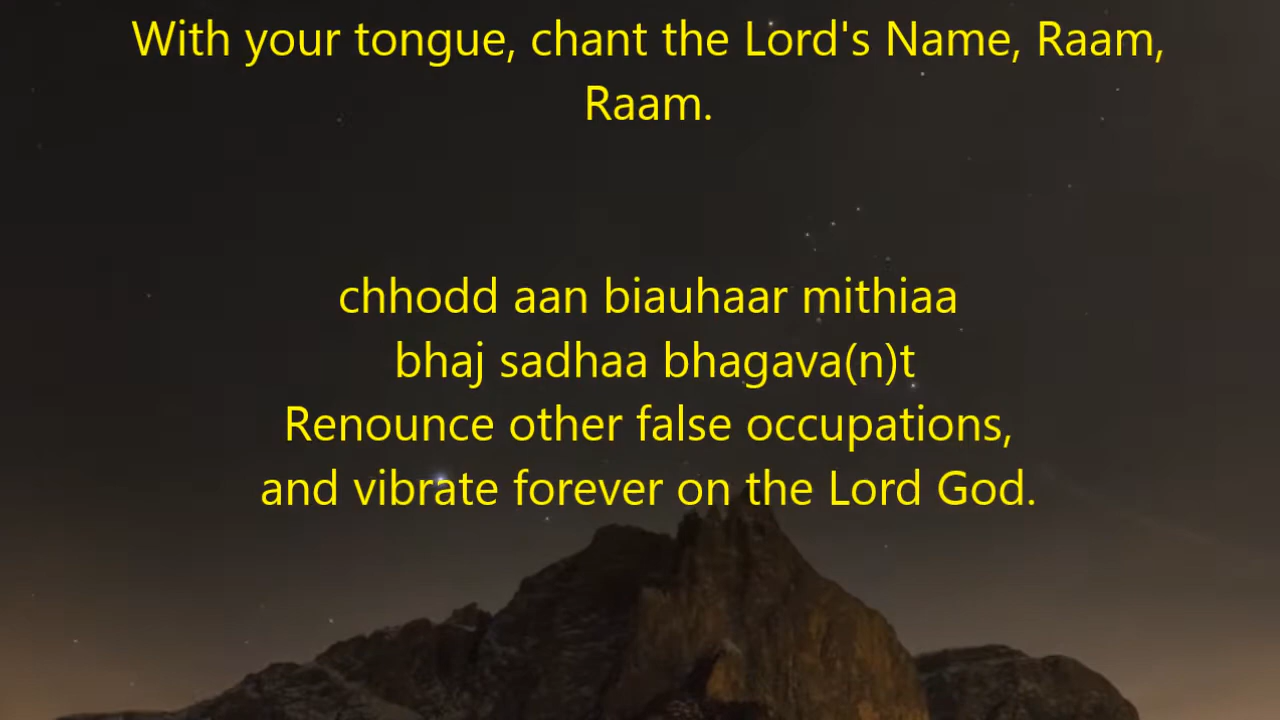 With your tongue, chant the Lord's Name, Raam,
Raam.
chhodd aan biauhaar mithiaa
bhaj sadhaa bhagava(n)t
Renounce other false occupations,
and vibrate forever on the Lord God.